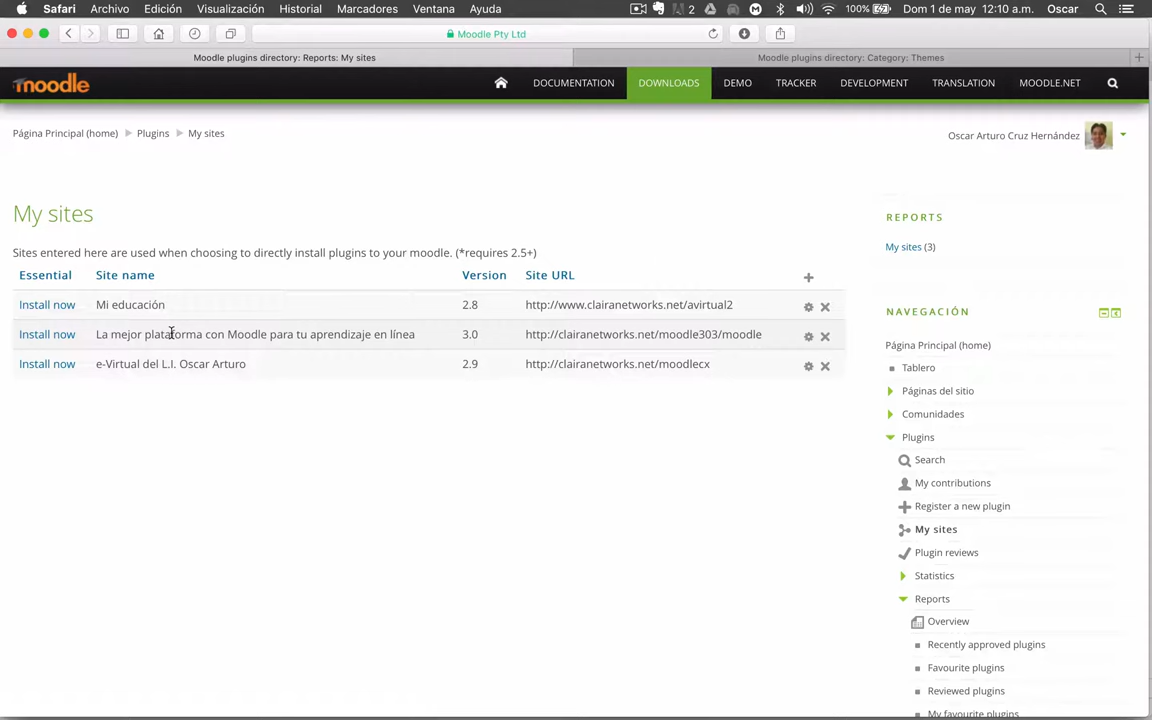 Safari Archivo Edición Visualización Historial Marcadores Ventana Ayuda 2 100% Dom 1 de may 12:10 a.m. Oscar
Moodle Pty Ltd
Moodle plugins directory: Reports: My sites Moodle plugins directory: Category: Themes
moodle DOCUMENTATION DOWNLOADS DEMO TRACKER DEVELOPMENT TRANSLATION MOODLE.NET
Página Principal (home) Plugins My sites Oscar Arturo Cruz Hernández
My sites
Sites entered here are used when choosing to directly install plugins to your moodle. (*requires 2.5+)
Essential Site name Version Site URL
Install now Mi educación 2.8 http://www.clairanetworks.net/avirtual2
Install now La mejor plataforma con Moodle para tu aprendizaje en línea 3.0 http://clairanetworks.net/moodle303/moodle
Install now e-Virtual del L.I. Oscar Arturo 2.9 http://clairanetworks.net/moodlecx
REPORTS
My sites (3)
NAVEGACIÓN
Página Principal (home)
Tablero
Páginas del sitio
Comunidades
Plugins
Search
My contributions
Register a new plugin
My sites
Plugin reviews
Statistics
Reports
Overview
Recently approved plugins
Favourite plugins
Reviewed plugins
My favourite plugins